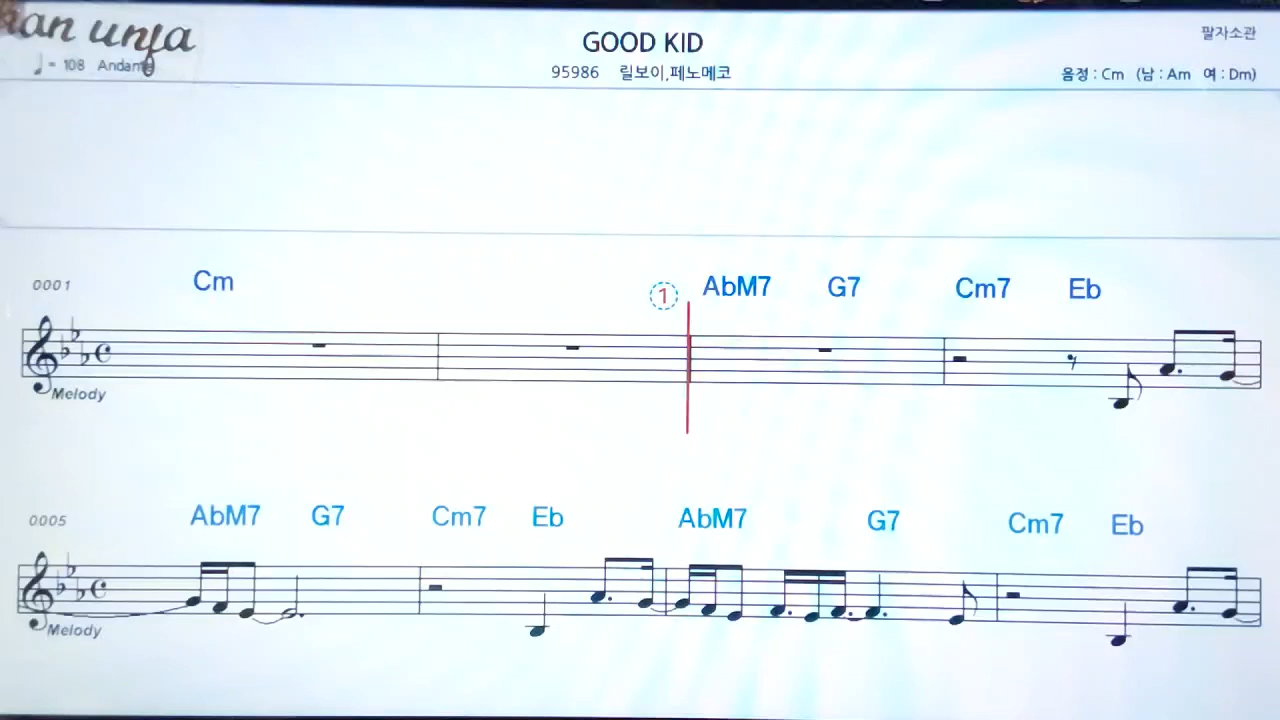 an unja
♩= 108 Andante
GOOD KID
95986 릴보이,페노메코
팔자소관
음정 : Cm (남 : Am 여 : Dm)
0001 Cm ① AbM7 G7 Cm7 Eb
Melody
0005 AbM7 G7 Cm7 Eb AbM7 G7 Cm7 Eb
Melody